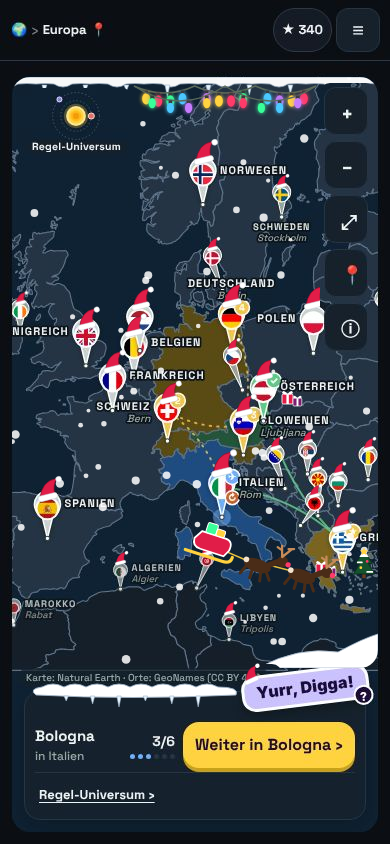 > Europa
★ 340
Regel-Universum
NORWEGEN
SCHWEDEN
Stockholm
DEUTSCHLAND
POLEN
NIGREICH
BELGIEN
FRANKREICH
ÖSTERREICH
SCHWEIZ
Bern
SLOWENIEN
Ljubljana
ITALIEN
Rom
SPANIEN
GRI
ALGERIEN
Algier
MAROKKO
Rabat
LIBYEN
Tripolis
Karte: Natural Earth · Orte: GeoNames (CC BY 4
Yurr, Digga!
?
Bologna
in Italien
3/6
Weiter in Bologna >
Regel-Universum >